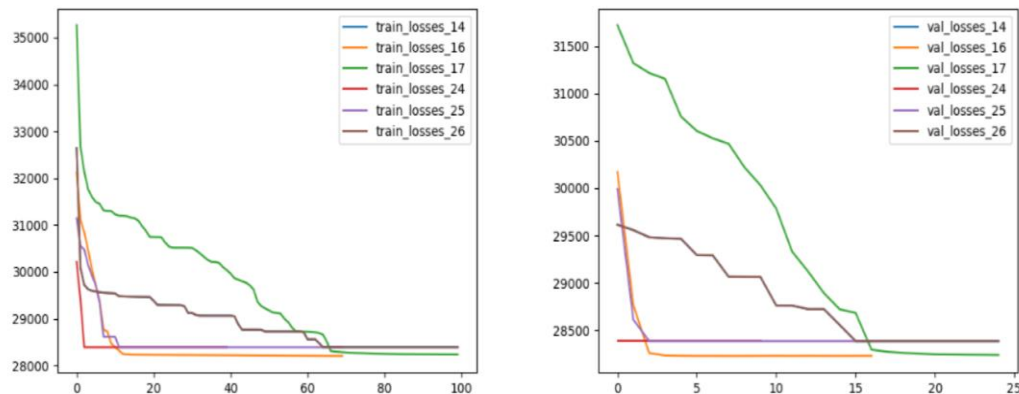 35000
34000
33000
32000
31000
30000
29000
28000
0
20
40
60
80
100
train_losses_14
train_losses_16
train_losses_17
train_losses_24
train_losses_25
train_losses_26
31500
31000
30500
30000
29500
29000
28500
0
5
10
15
20
25
val_losses_14
val_losses_16
val_losses_17
val_losses_24
val_losses_25
val_losses_26